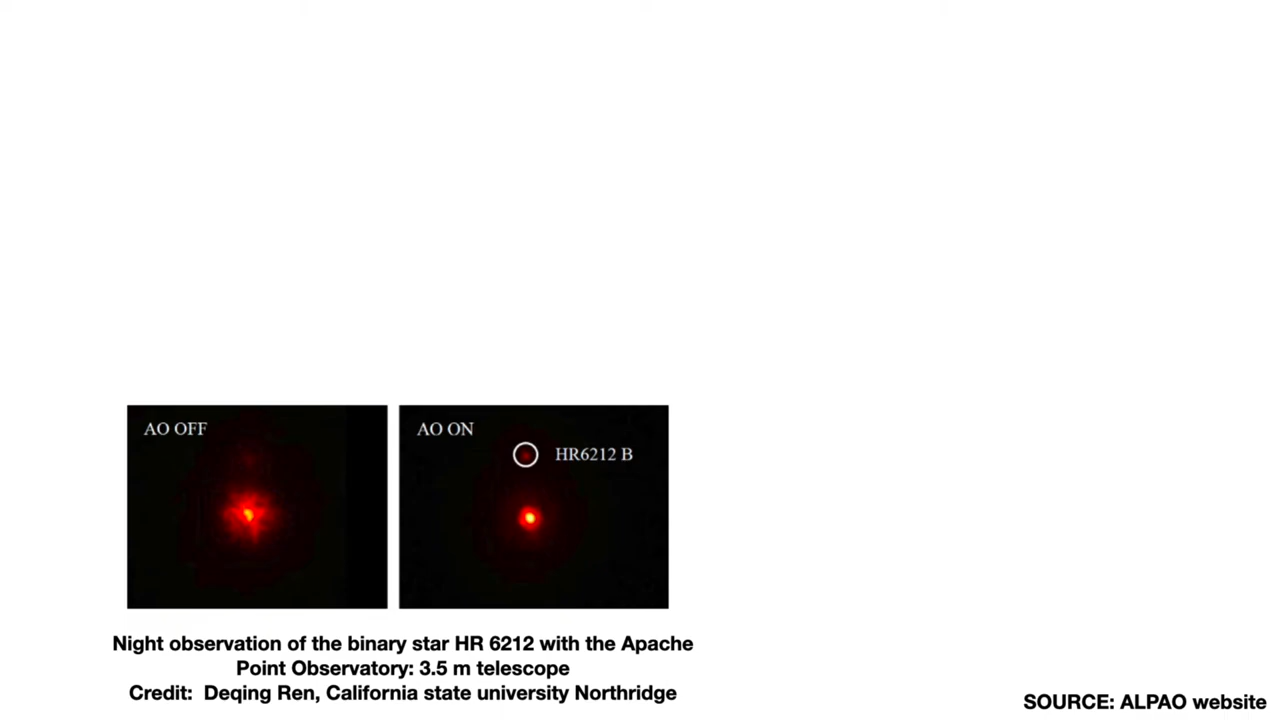 AO OFF
AO ON
HR6212 B
Night observation of the binary star HR 6212 with the Apache
Point Observatory: 3.5 m telescope
Credit:  Deqing Ren, California state university Northridge
SOURCE: ALPAO website